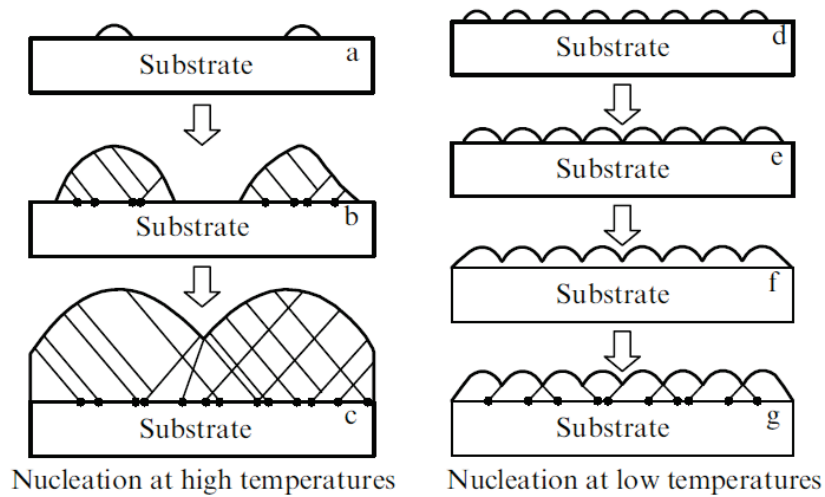 Substrate
a
Substrate
b
Substrate
c
Nucleation at high temperatures
Substrate
d
Substrate
e
Substrate
f
Substrate
g
Nucleation at low temperatures